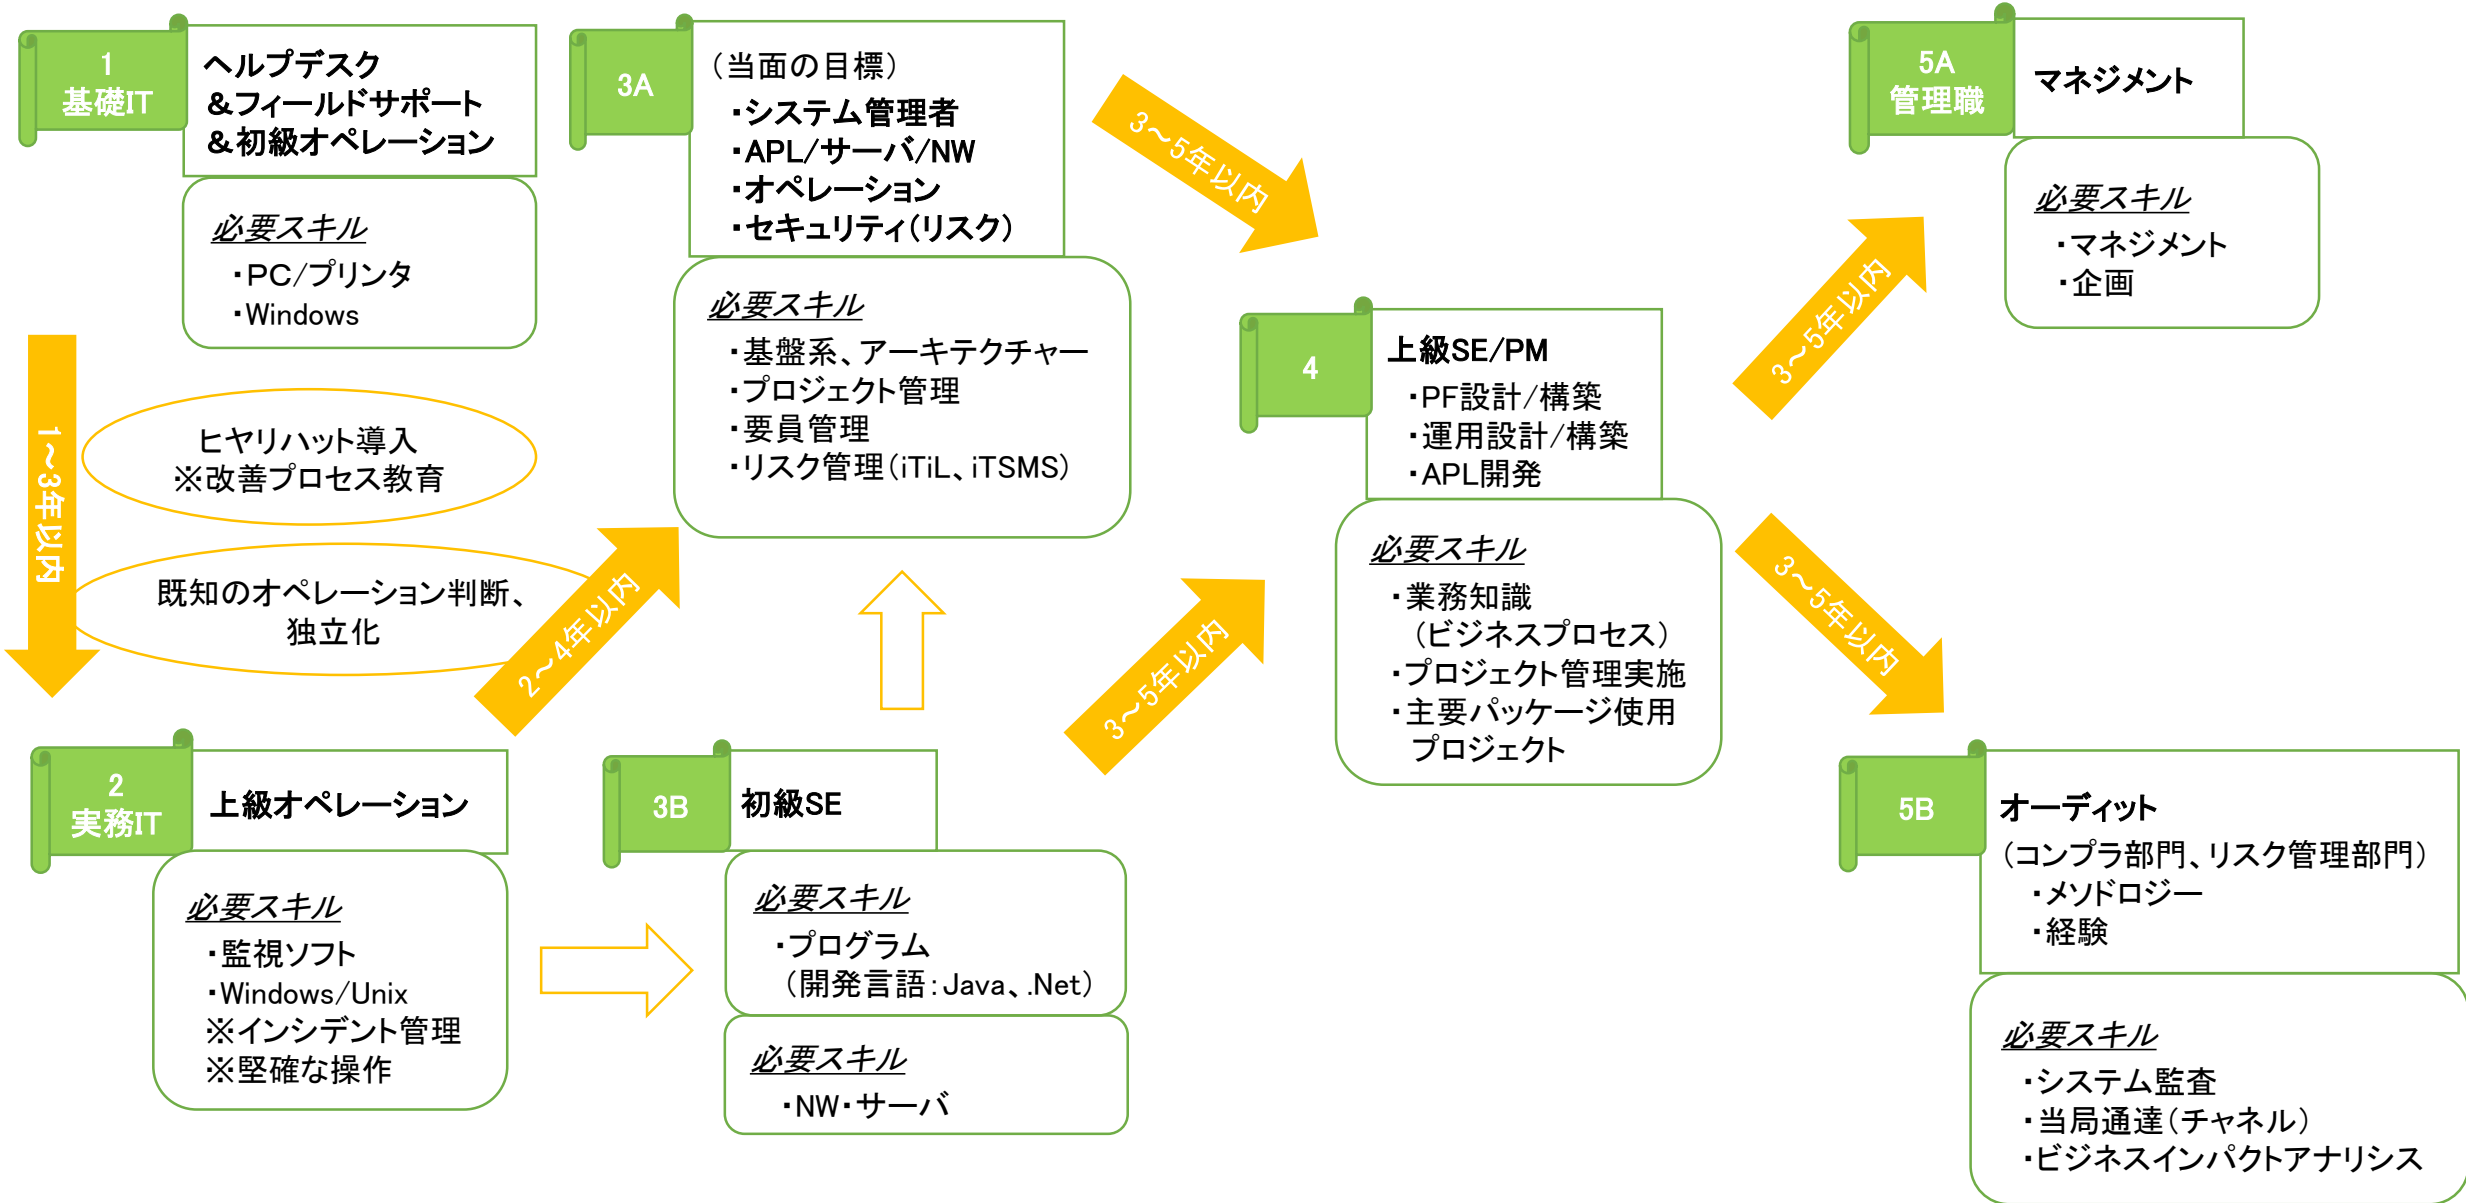 1
基礎IT
ヘルプデスク
&フィールドサポート
&初級オペレーション
必要スキル
・PC/プリンタ
・Windows
1～3年以内
ヒヤリハット導入
※改善プロセス教育
既知のオペレーション判断、
独立化
2
実務IT
上級オペレーション
必要スキル
・監視ソフト
・Windows/Unix
※インシデント管理
※堅確な操作
2～4年以内
3A
（当面の目標）
・システム管理者
・APL/サーバ/NW
・オペレーション
・セキュリティ(リスク)
必要スキル
・基盤系、アーキテクチャー
・プロジェクト管理
・要員管理
・リスク管理（iTiL、iTSMS）
3B
初級SE
必要スキル
・プログラム
（開発言語：Java、.Net）
必要スキル
・NW・サーバ
3～5年以内
3～5年以内
4
上級SE/PM
・PF設計/構築
・運用設計/構築
・APL開発
必要スキル
・業務知識
（ビジネスプロセス）
・プロジェクト管理実施
・主要パッケージ使用
プロジェクト
3～5年以内
3～5年以内
5A
管理職
マネジメント
必要スキル
・マネジメント
・企画
5B
オーディット
（コンプラ部門、リスク管理部門）
・メソドロジー
・経験
必要スキル
・システム監査
・当局通達（チャネル）
・ビジネスインパクトアナリシス